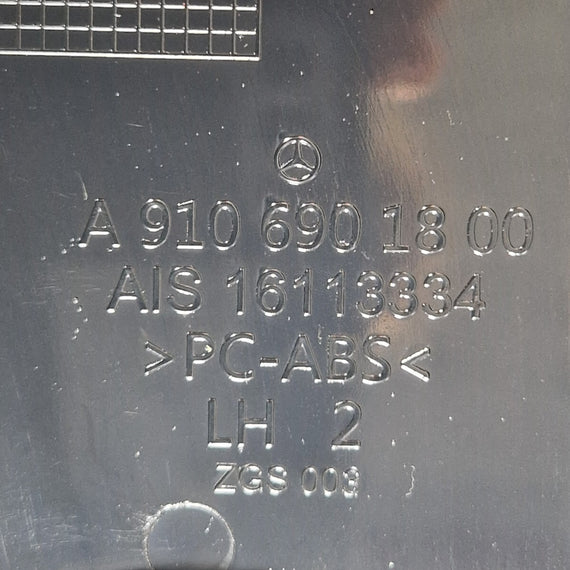 A 910 690 18 00
AIS 16113334
>PC-ABS<
LH 2
ZGS 003